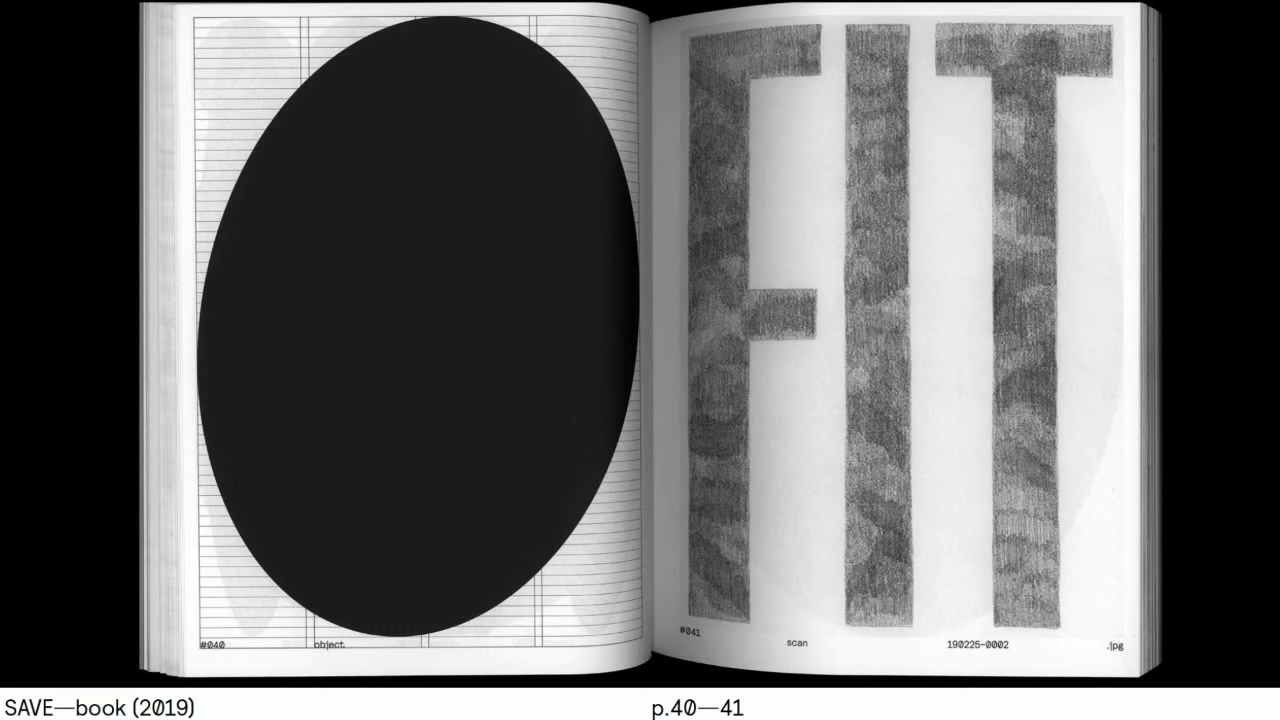 FIT
#040 object
#041 scan 190225-0002 .jpg
SAVE—book (2019) p.40—41